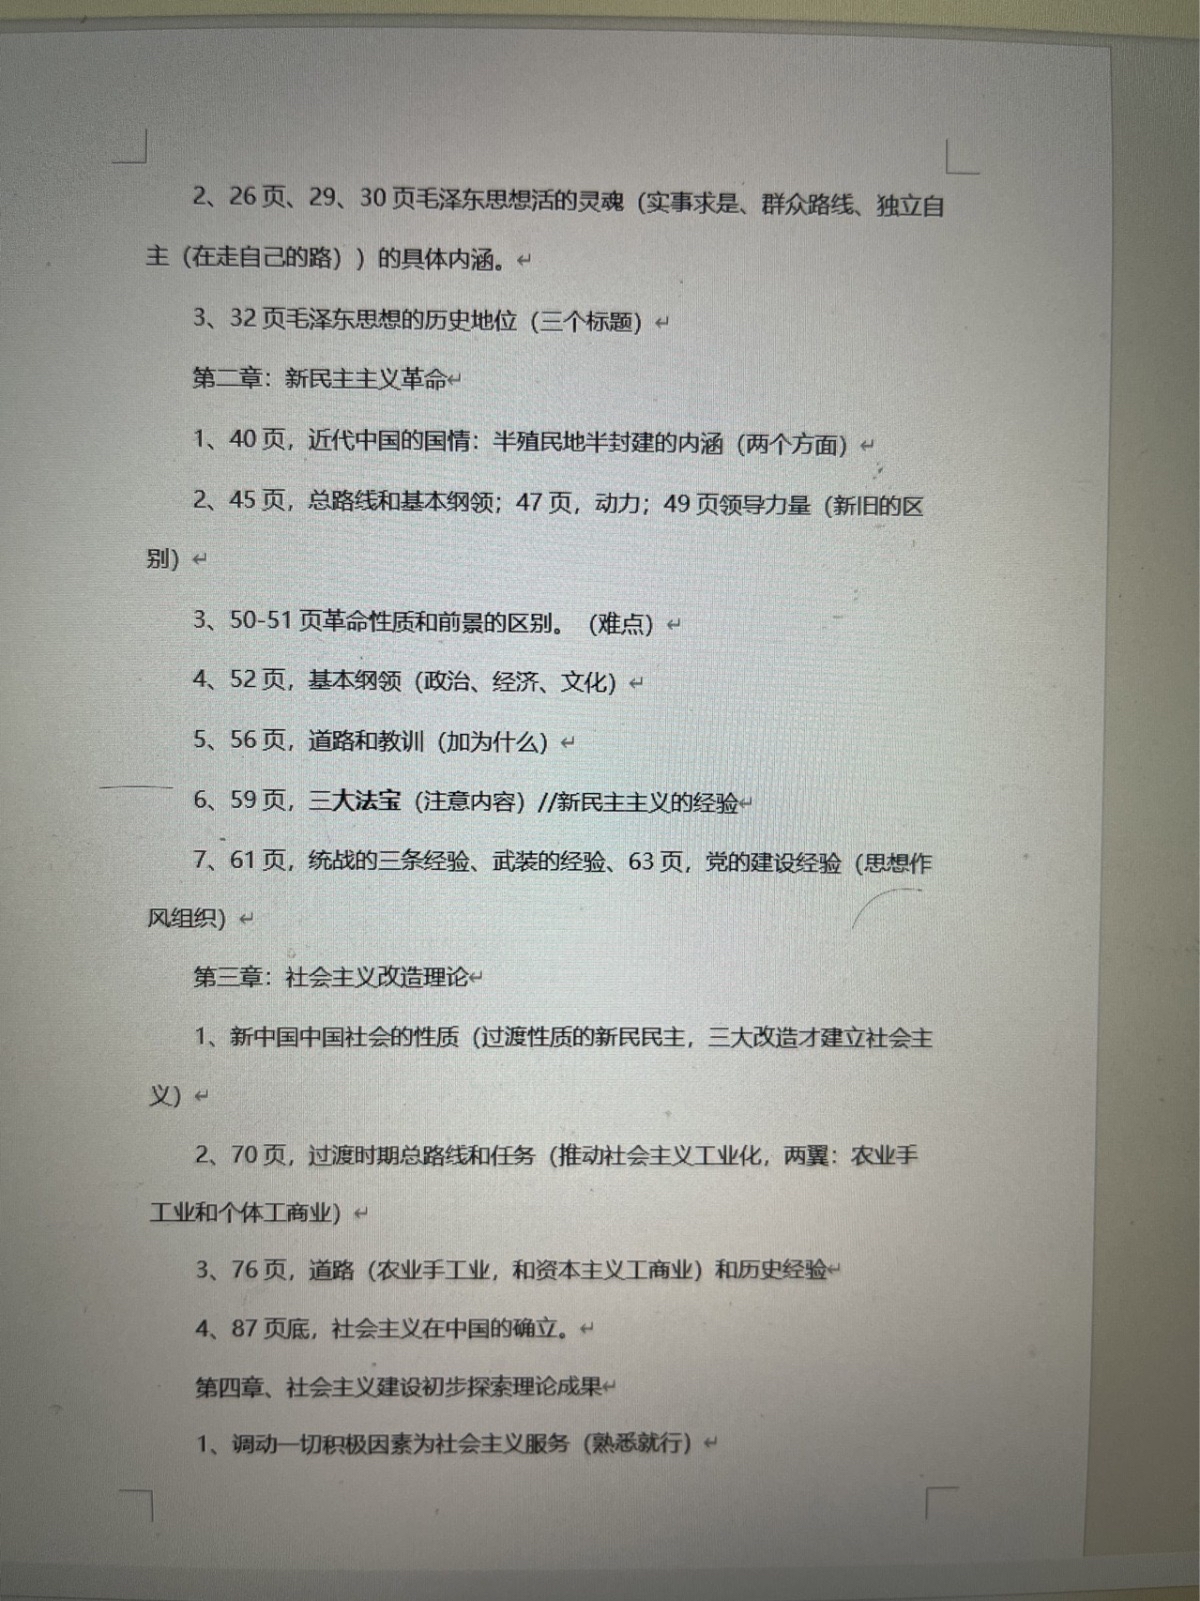 2、26 页、29、30 页毛泽东思想活的灵魂（实事求是、群众路线、独立自
主（在走自己的路））的具体内涵。
3、32 页毛泽东思想的历史地位（三个标题）
第二章：新民主主义革命
1、40 页，近代中国的国情：半殖民地半封建的内涵（两个方面）
2、45 页，总路线和基本纲领；47 页，动力；49 页领导力量（新旧的区
别）
3、50-51 页革命性质和前景的区别。（难点）
4、52 页，基本纲领（政治、经济、文化）
5、56 页，道路和教训（加为什么）
6、59 页，三大法宝（注意内容）//新民主主义的经验
7、61 页，统战的三条经验、武装的经验、63 页，党的建设经验（思想作
风组织）
第三章：社会主义改造理论
1、新中国中国社会的性质（过渡性质的新民民主，三大改造才建立社会主
义）
2、70 页，过渡时期总路线和任务（推动社会主义工业化，两翼：农业手
工业和个体工商业）
3、76 页，道路（农业手工业，和资本主义工商业）和历史经验
4、87 页底，社会主义在中国的确立。
第四章、社会主义建设初步探索理论成果
1、调动一切积极因素为社会主义服务（熟悉就行）